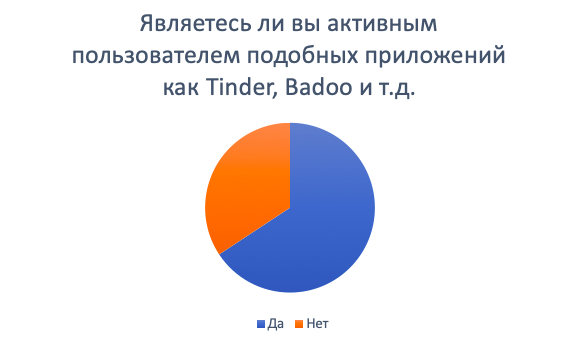 Являетесь ли вы активным
пользователем подобных приложений
как Tinder, Badoo и т.д.
Да Нет